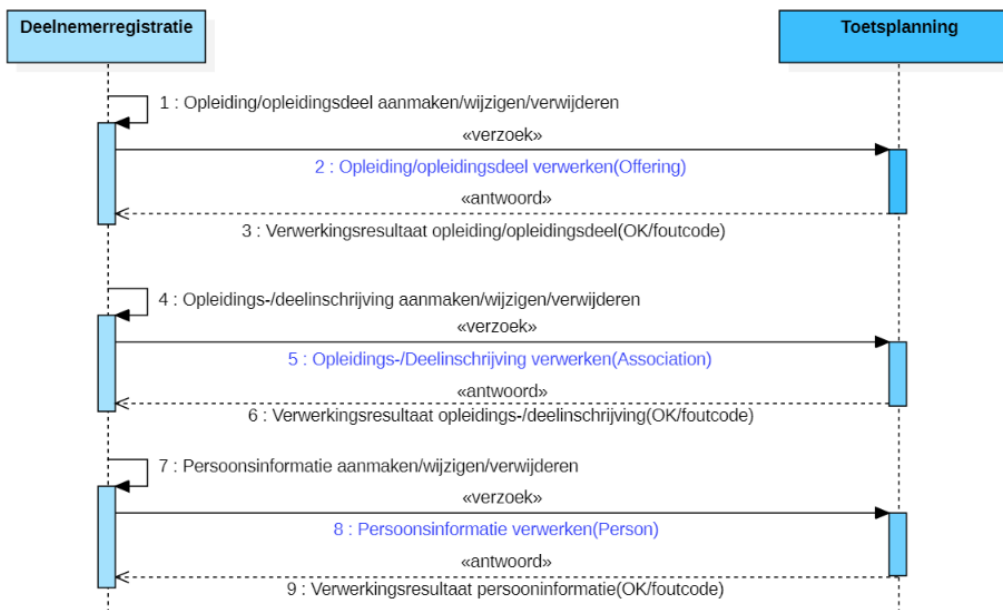 Deelnemerregistratie
Toetsplanning
1 : Opleiding/opleidingsdeel aanmaken/wijzigen/verwijderen
«verzoek»
2 : Opleiding/opleidingsdeel verwerken(Offering)
«antwoord»
3 : Verwerkingsresultaat opleiding/opleidingsdeel(OK/foutcode)
4 : Opleidings-/deelinschrijving aanmaken/wijzigen/verwijderen
«verzoek»
5 : Opleidings-/Deelinschrijving verwerken(Association)
«antwoord»
6 : Verwerkingsresultaat opleidings-/deelinschrijving(OK/foutcode)
7 : Persoonsinformatie aanmaken/wijzigen/verwijderen
«verzoek»
8 : Persoonsinformatie verwerken(Person)
«antwoord»
9 : Verwerkingsresultaat persooninformatie(OK/foutcode)